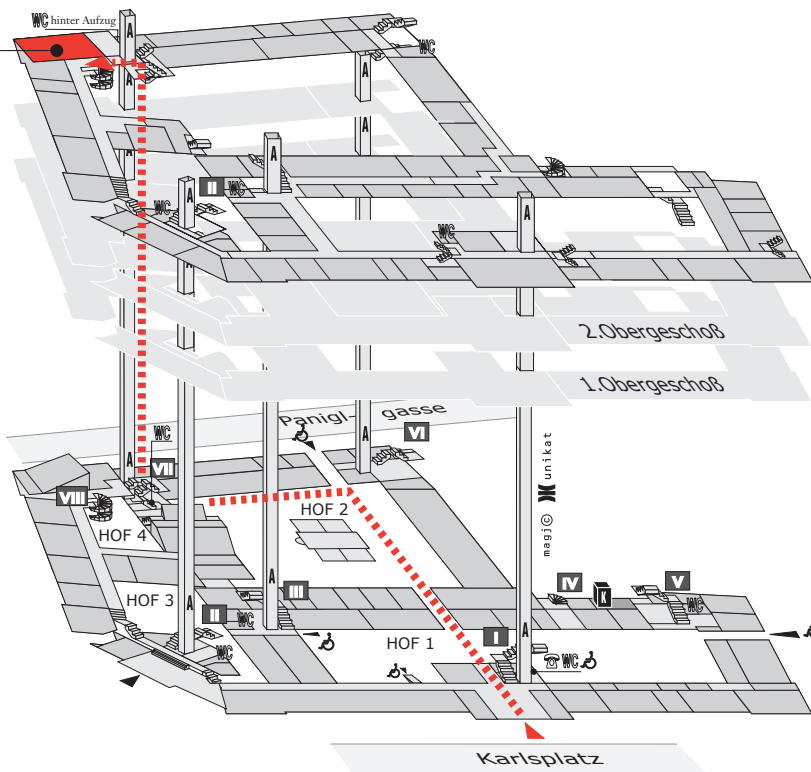 WC hinter Aufzug
A
WC
A
A
A
A
A
A
II WC
A
WC
A
WC
A
2.Obergeschoß
1.Obergeschoß
Panigl- gasse
WC
VI
VII
A
A
VIII
HOF 4
HOF 2
magj© unikat
A
HOF 3
A
III
IV
K
V
II
WC
WC
HOF 1
I
A
WC
WC
Karlsplatz